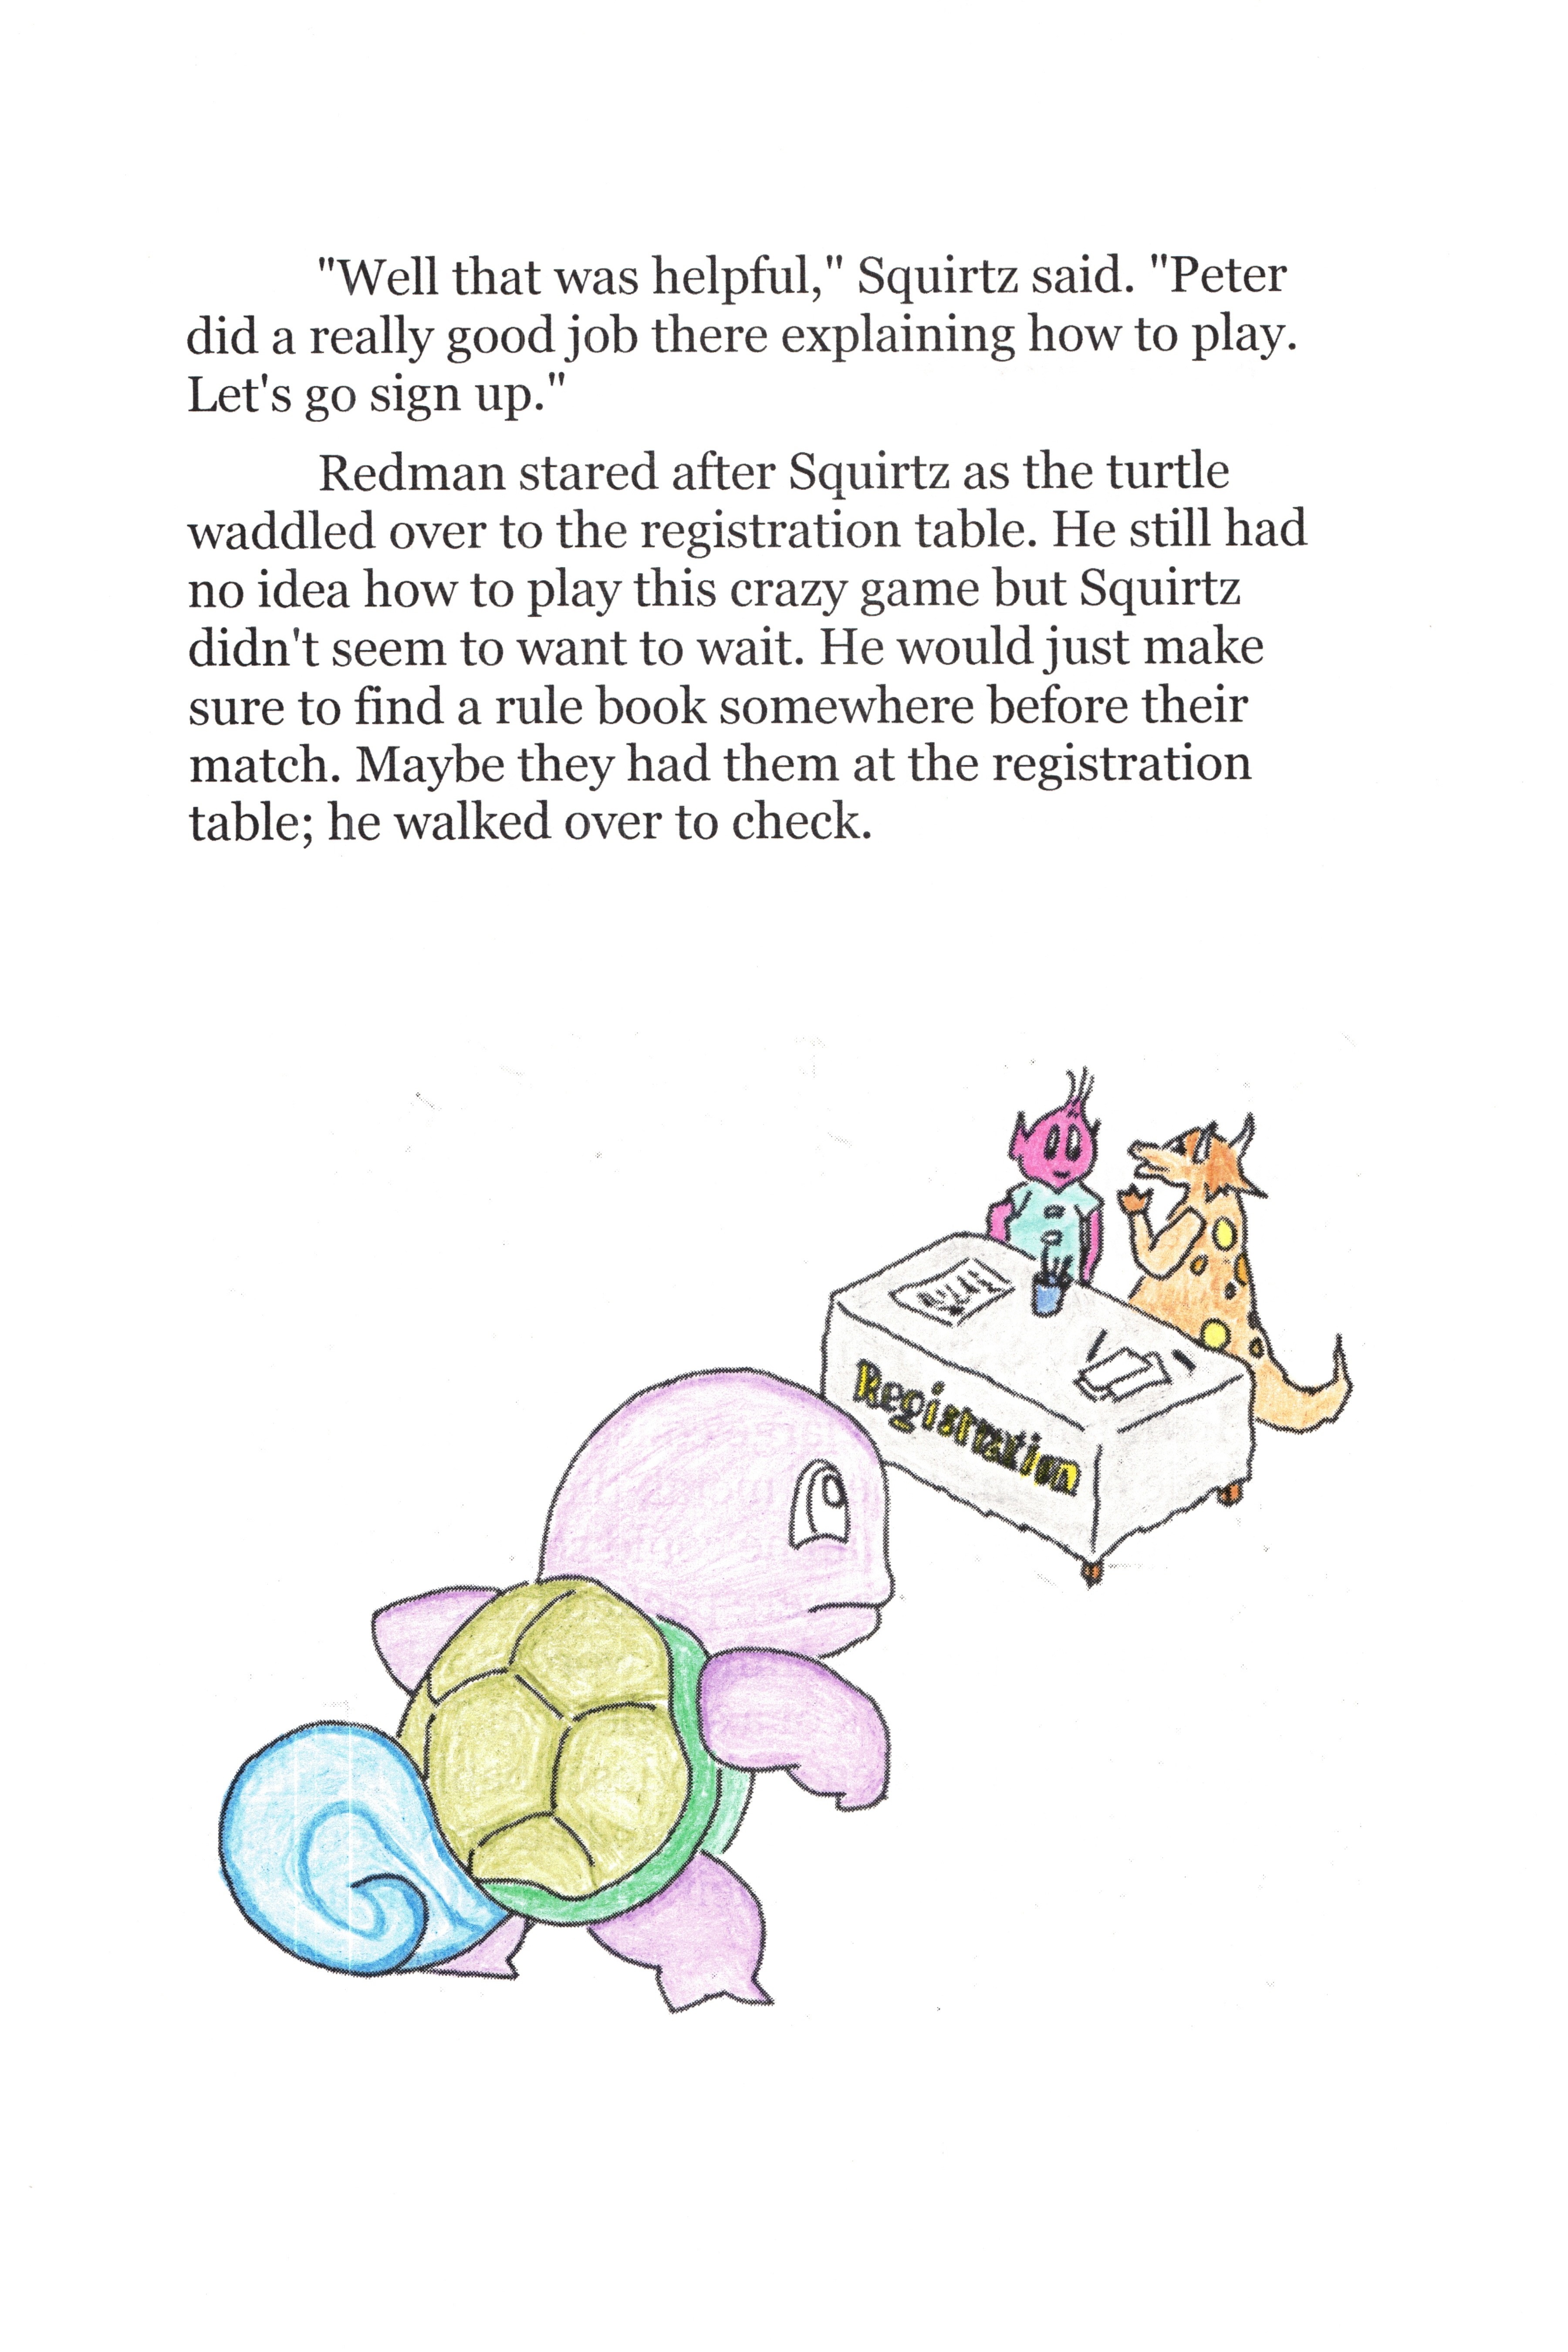 "Well that was helpful," Squirtz said. "Peter
did a really good job there explaining how to play.
Let's go sign up."
Redman stared after Squirtz as the turtle
waddled over to the registration table. He still had
no idea how to play this crazy game but Squirtz
didn't seem to want to wait. He would just make
sure to find a rule book somewhere before their
match. Maybe they had them at the registration
table; he walked over to check.
Registration